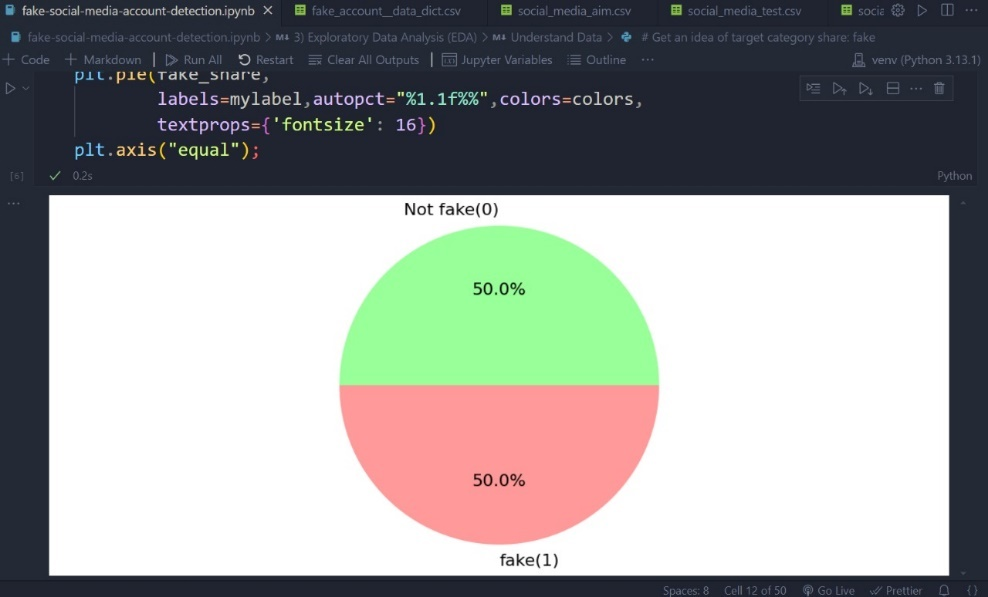 fake-social-media-account-detection.ipynb × fake_account__data_dict.csv social_media_aim.csv social_media_test.csv socia
fake-social-media-account-detection.ipynb > M↓ 3) Exploratory Data Analysis (EDA) > M↓ Understand Data > # Get an idea of target category share: fake
+ Code + Markdown | Run All Restart Clear All Outputs | Jupyter Variables Outline ··· venv (Python 3.13.1)
plt.pie(fake_share,
labels=mylabel,autopct="%1.1f%%",colors=colors,
textprops={'fontsize': 16})
plt.axis("equal");
[6] 0.2s Python
Not fake(0)
50.0%
50.0%
fake(1)
Spaces: 8 Cell 12 of 50 Go Live Prettier {}